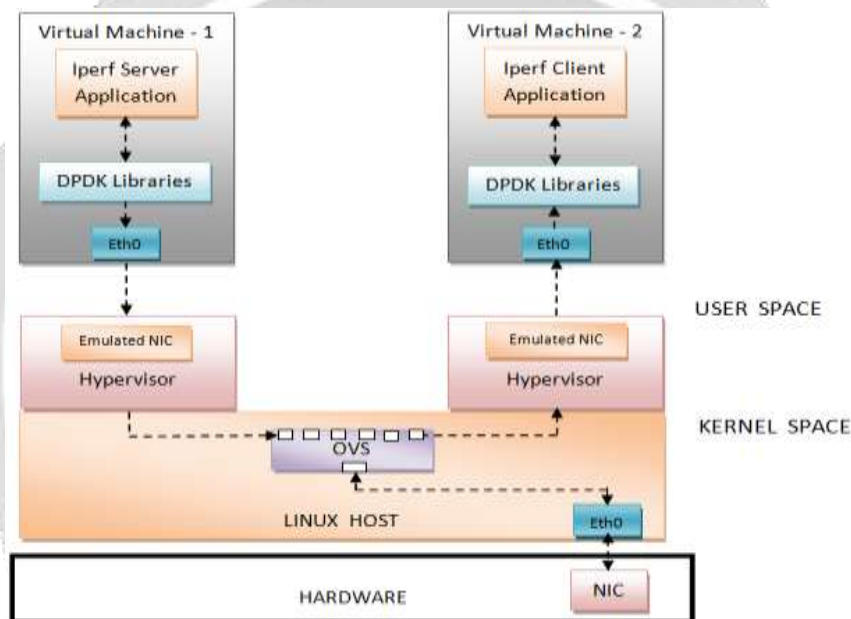 Virtual Machine - 1
Iperf Server
Application
DPDK Libraries
Eth0
Emulated NIC
Hypervisor
Virtual Machine - 2
Iperf Client
Application
DPDK Libraries
Eth0
Emulated NIC
Hypervisor
USER SPACE
KERNEL SPACE
OVS
LINUX HOST
Eth0
HARDWARE
NIC